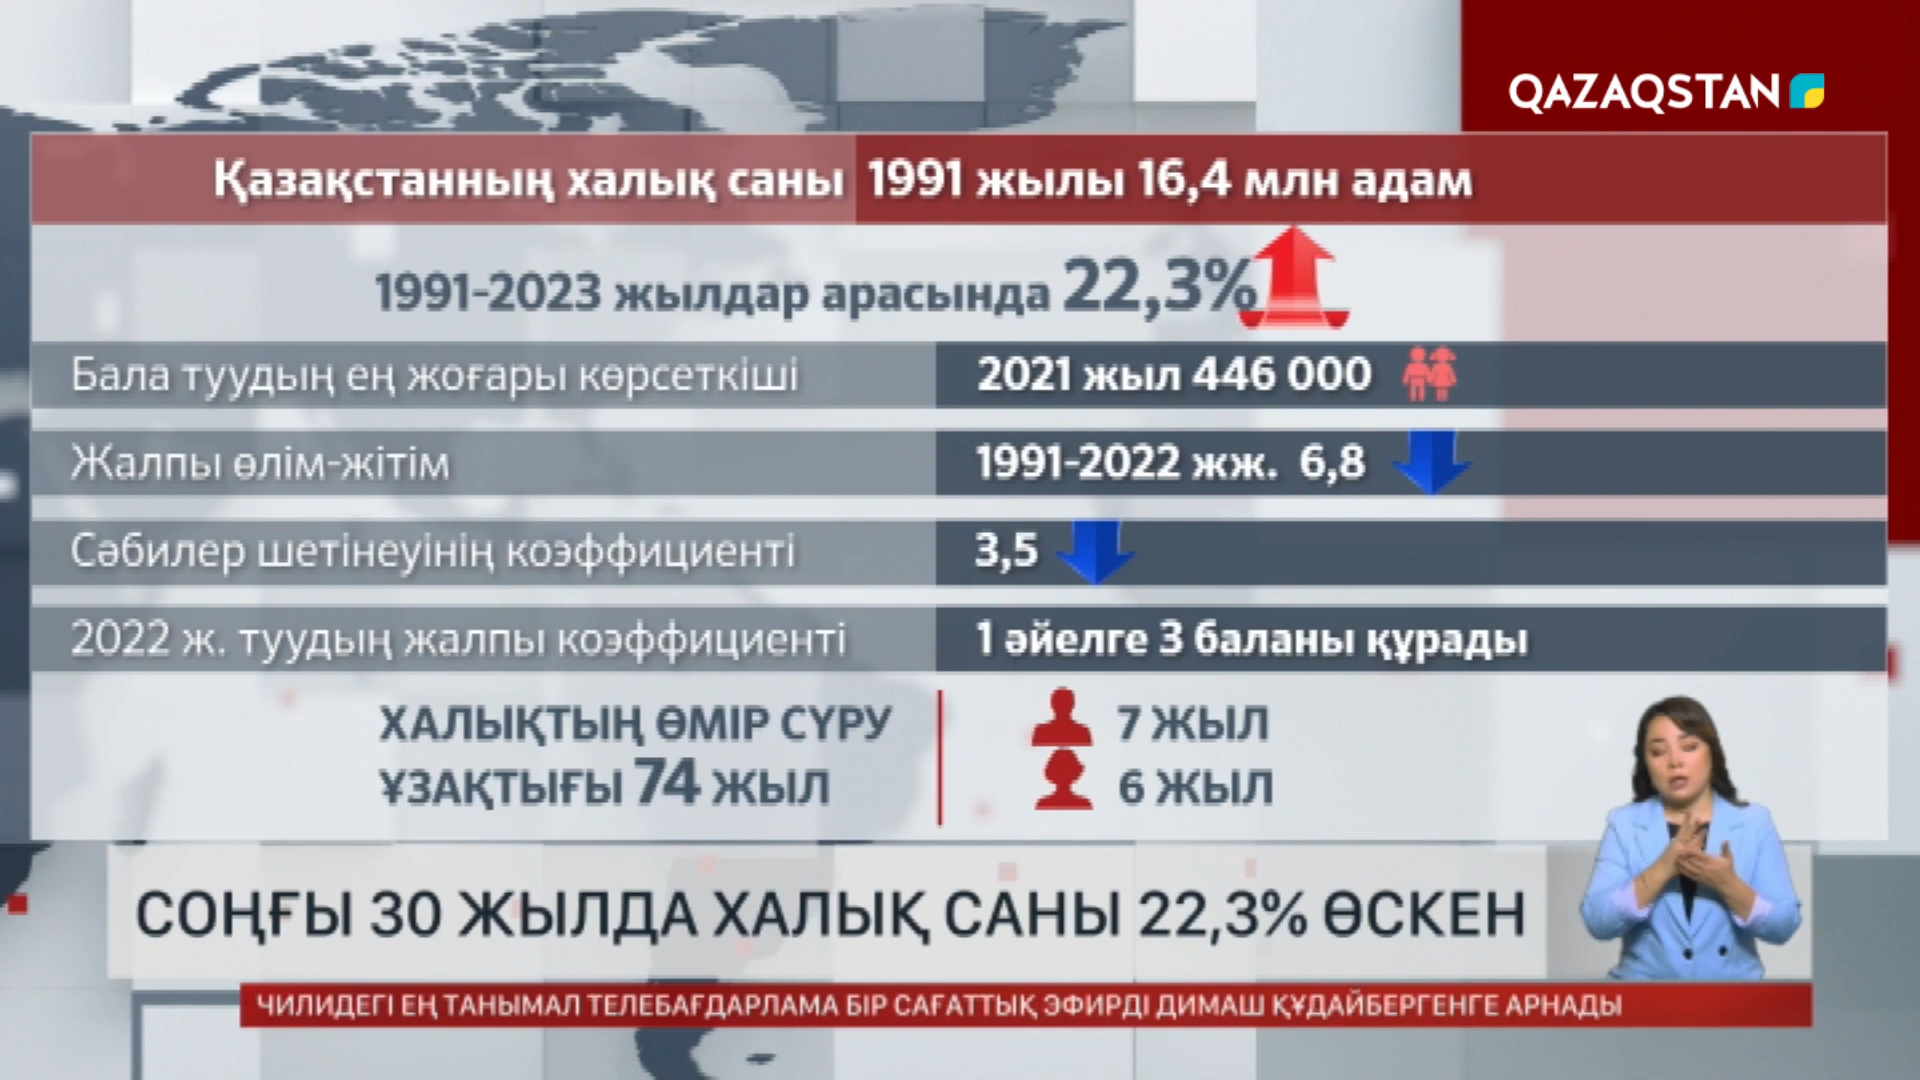 QAZAQSTAN
Қазақстанның халық саны 1991 жылы 16,4 млн адам
1991-2023 жылдар арасында 22,3%
Бала туудың ең жоғары көрсеткіші 2021 жыл 446 000
Жалпы өлім-жітім 1991-2022 жж. 6,8
Сәбилер шетінеуінің коэффициенті 3,5
2022 ж. туудың жалпы коэффициенті 1 әйелге 3 баланы құрады
ХАЛЫҚТЫҢ ӨМІР СҮРУ
ҰЗАҚТЫҒЫ 74 ЖЫЛ
7 ЖЫЛ
6 ЖЫЛ
СОҢҒЫ 30 ЖЫЛДА ХАЛЫҚ САНЫ 22,3% ӨСКЕН
ЧИЛИДЕГІ ЕҢ ТАНЫМАЛ ТЕЛЕБАҒДАРЛАМА БІР САҒАТТЫҚ ЭФИРДІ ДИМАШ ҚҰДАЙБЕРГЕНГЕ АРНАДЫ